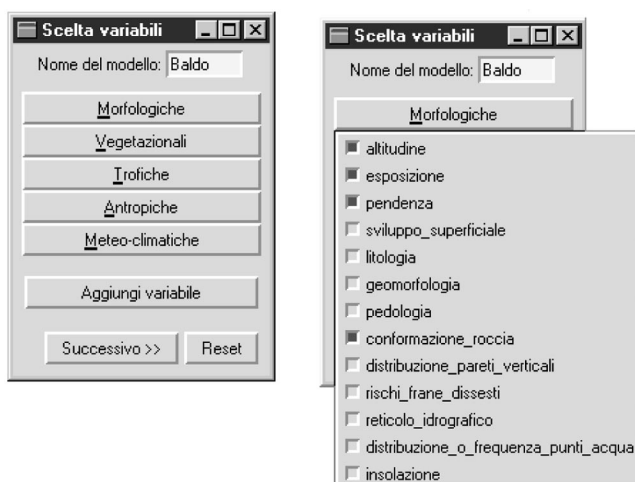 Scelta variabili
Nome del modello: Baldo
Morfologiche
Vegetazionali
Trofiche
Antropiche
Meteo-climatiche
Aggiungi variabile
Successivo >> Reset
Scelta variabili
Nome del modello: Baldo
Morfologiche
altitudine
esposizione
pendenza
sviluppo_superficiale
litologia
geomorfologia
pedologia
conformazione_roccia
distribuzione_pareti_verticali
rischi_frane_dissesti
reticolo_idrografico
distribuzione_o_frequenza_punti_acqua
insolazione